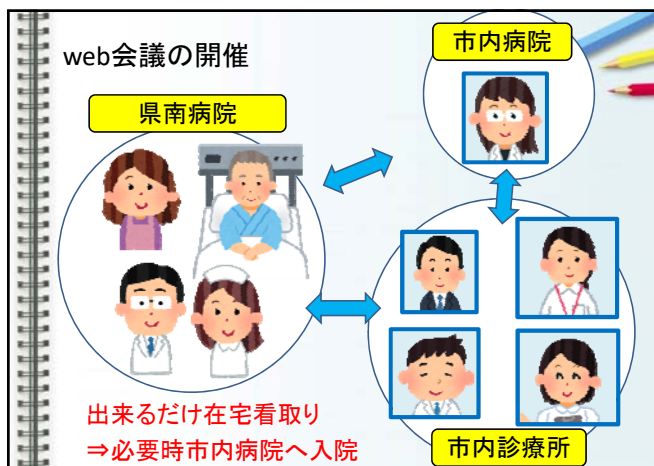 web会議の開催
市内病院
県南病院
出来るだけ在宅看取り
⇒必要時市内病院へ入院
市内診療所